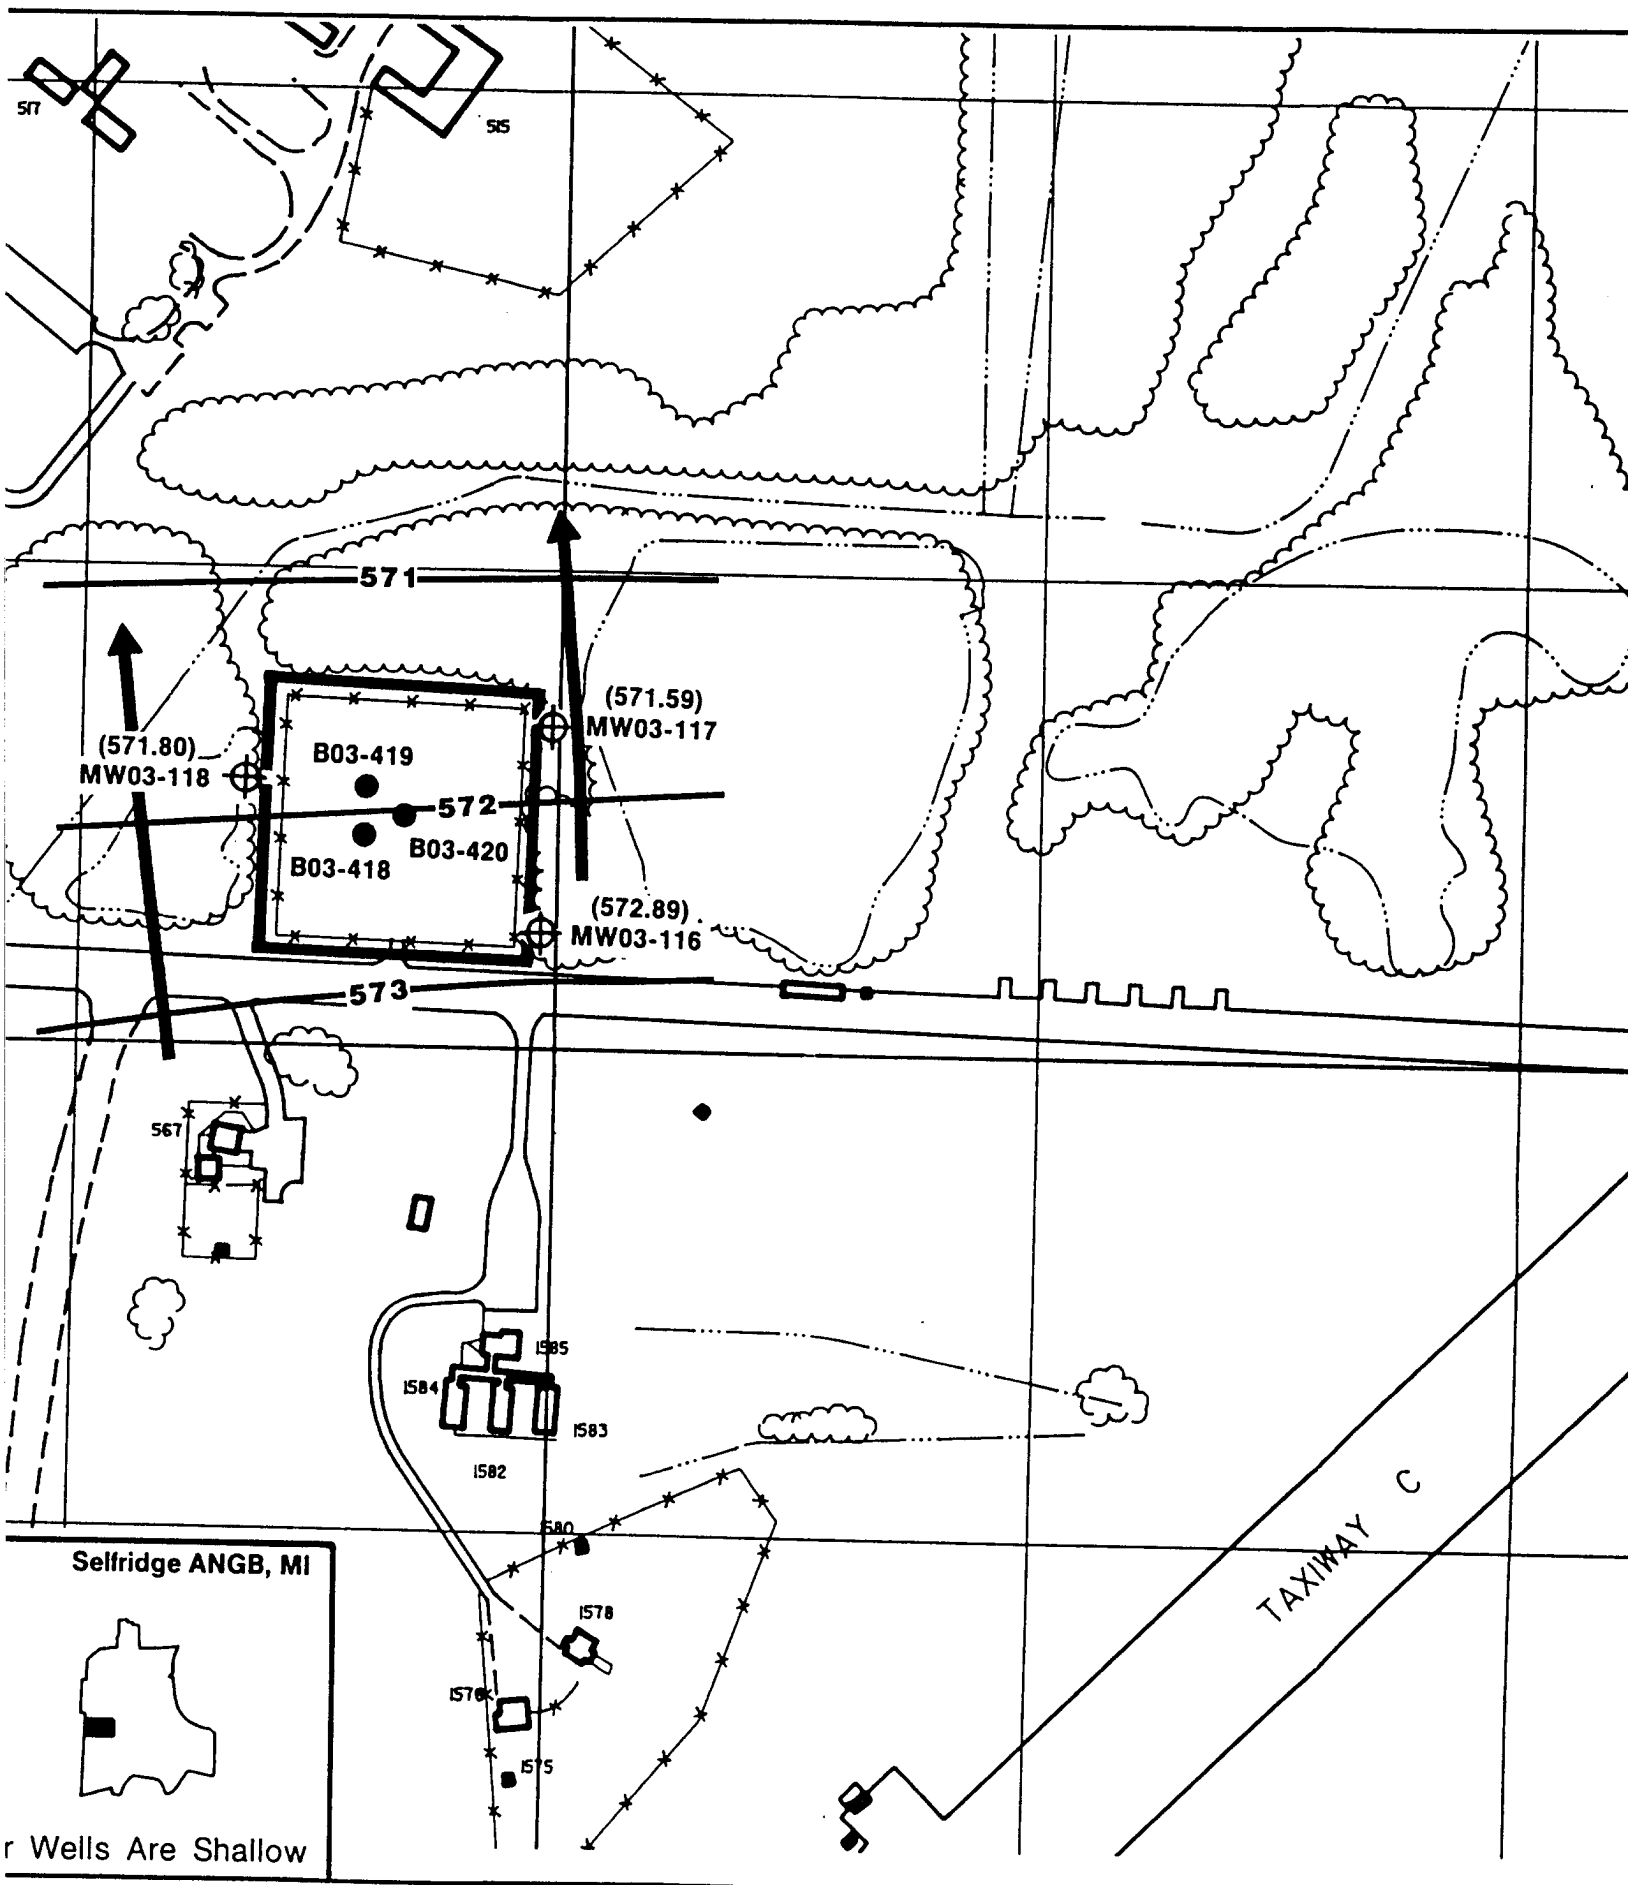 517
515
571
(571.59)
MW03-117
(571.80)
MW03-118
B03-419
572
B03-420
B03-418
(572.89)
MW03-116
573
567
1585
1584
1583
1582
1580
1578
1576
1575
TAXIWAY C
Selfridge ANGB, MI
r Wells Are Shallow